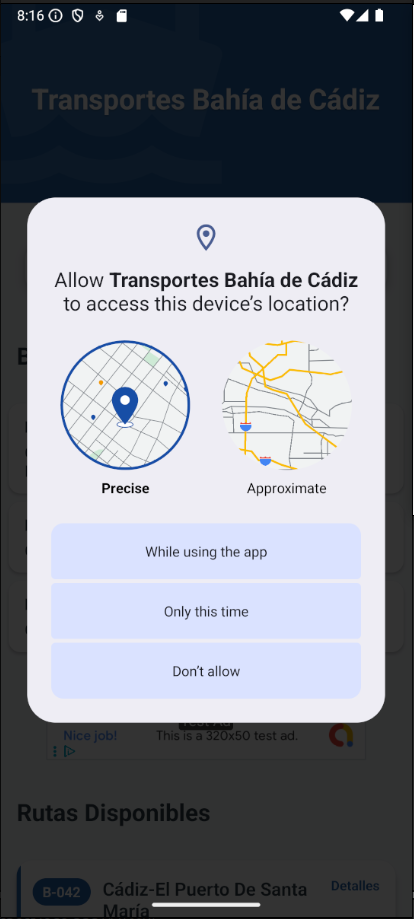 8:16
Transportes Bahía de Cádiz
Allow Transportes Bahía de Cádiz
to access this device's location?
Precise
Approximate
While using the app
Only this time
Don't allow
Test Ad
Nice job!
This is a 320x50 test ad.
Rutas Disponibles
B-042
Cádiz-El Puerto De Santa
María
Detalles